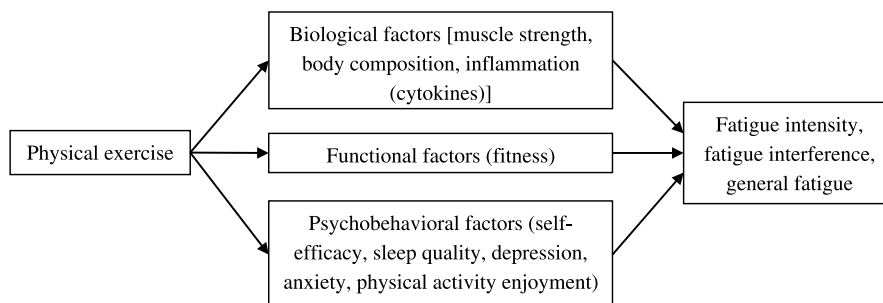 Physical exercise
Biological factors [muscle strength,
body composition, inflammation
(cytokines)]
Functional factors (fitness)
Psychobehavioral factors (self-
efficacy, sleep quality, depression,
anxiety, physical activity enjoyment)
Fatigue intensity,
fatigue interference,
general fatigue